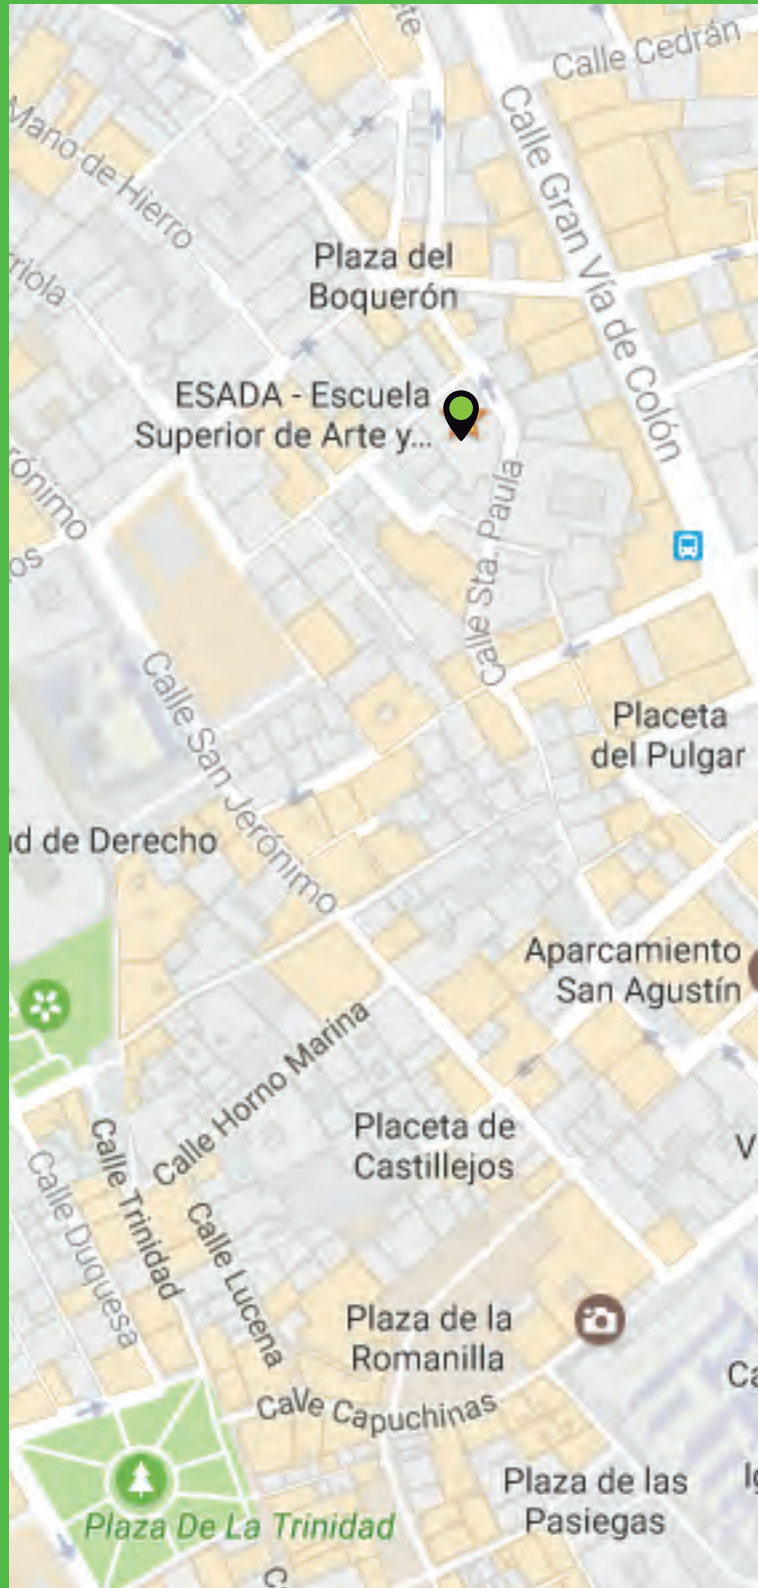 Calle Cedrán
Calle Gran Vía de Colón
Mano de Hierro
Plaza del
Boquerón
ESADA - Escuela
Superior de Arte y...
Calle Sta. Paula
Calle San Jerónimo
Placeta
del Pulgar
de Derecho
Aparcamiento
San Agustín
Calle Horno Marina
Placeta de
Castillejos
Calle Trinidad
Calle Duquesa
Calle Lucena
Plaza de la
Romanilla
CaVe Capuchinas
Plaza de las
Pasiegas
Plaza De La Trinidad